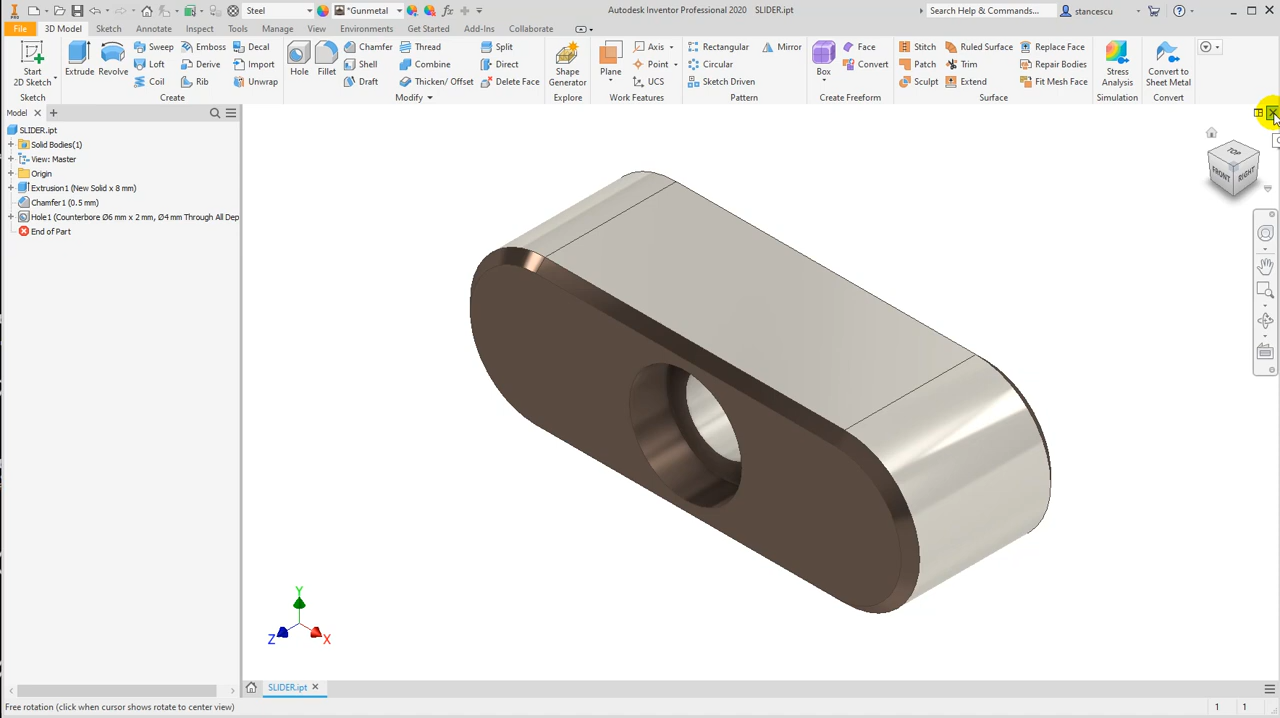 PRO
Steel
*Gunmetal
Autodesk Inventor Professional 2020 SLIDER.ipt
Search Help & Commands...
stancescu
File 3D Model Sketch Annotate Inspect Tools Manage View Environments Get Started Add-Ins Collaborate
Start
2D Sketch
Extrude
Revolve
Sweep
Loft
Coil
Emboss
Derive
Rib
Decal
Import
Unwrap
Hole
Fillet
Chamfer
Shell
Draft
Thread
Combine
Thicken/ Offset
Split
Direct
Delete Face
Shape
Generator
Plane
Axis
Point
UCS
Rectangular
Circular
Sketch Driven
Mirror
Box
Face
Convert
Stitch
Patch
Sculpt
Ruled Surface
Trim
Extend
Replace Face
Repair Bodies
Fit Mesh Face
Stress
Analysis
Convert to
Sheet Metal
Sketch Create Modify Explore Work Features Pattern Create Freeform Surface Simulation Convert
Model
SLIDER.ipt
Solid Bodies(1)
View: Master
Origin
Extrusion1 (New Solid x 8 mm)
Chamfer1 (0.5 mm)
Hole1 (Counterbore Ø6 mm x 2 mm, Ø4 mm Through All Dep
End of Part
TOP
FRONT
RIGHT
Y
Z
X
SLIDER.ipt
Free rotation (click when cursor shows rotate to center view)
1 1